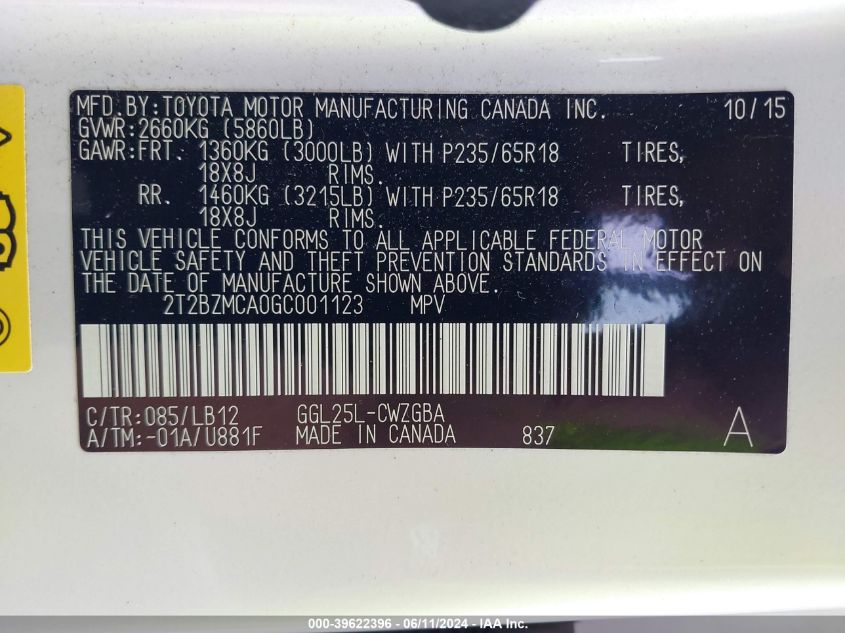 MFD. BY: TOYOTA MOTOR MANUFACTURING CANADA INC. 10/15
GVWR: 2660KG (5860LB)
GAWR: FRT. 1360KG (3000LB) WITH P235/65R18 TIRES,
18X8J RIMS.
RR. 1460KG (3215LB) WITH P235/65R18 TIRES,
18X8J RIMS.
THIS VEHICLE CONFORMS TO ALL APPLICABLE FEDERAL MOTOR
VEHICLE SAFETY AND THEFT PREVENTION STANDARDS IN EFFECT ON
THE DATE OF MANUFACTURE SHOWN ABOVE.
2T2BZMCA0GC001123 MPV
C/TR: 085/LB12 GGL25L-CWZGBA
A/TM: -01A/U881F MADE IN CANADA 837 A
000-39622396 - 06/11/2024 - IAA Inc.